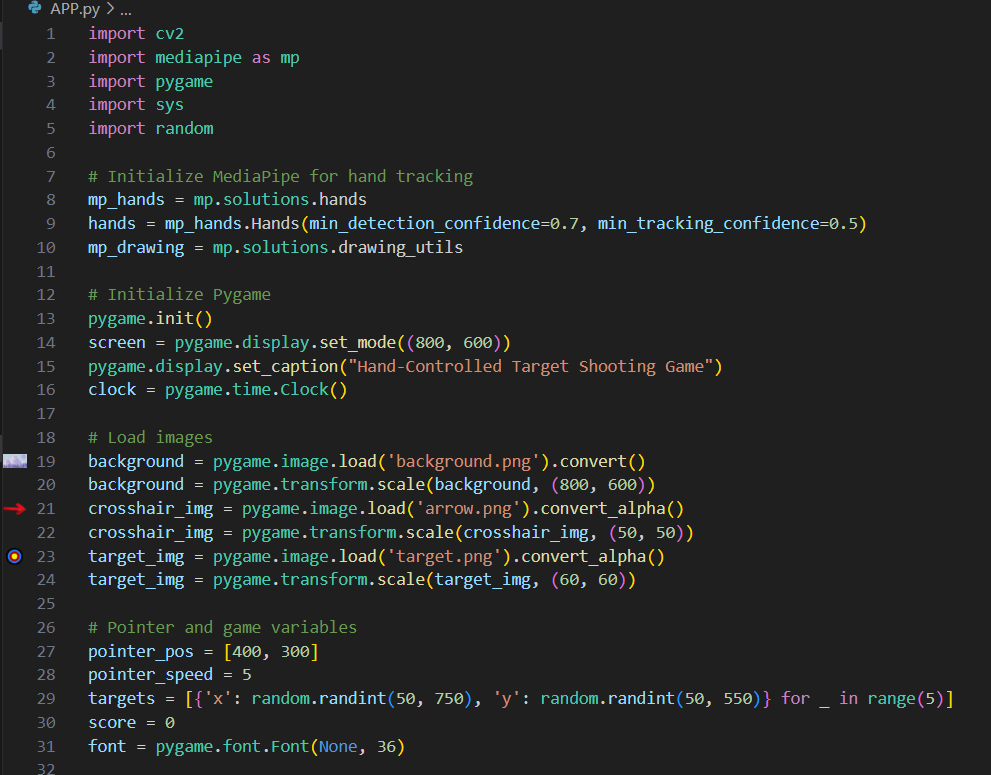 APP.py > ...
1 import cv2
2 import mediapipe as mp
3 import pygame
4 import sys
5 import random
6
7 # Initialize MediaPipe for hand tracking
8 mp_hands = mp.solutions.hands
9 hands = mp_hands.Hands(min_detection_confidence=0.7, min_tracking_confidence=0.5)
10 mp_drawing = mp.solutions.drawing_utils
11
12 # Initialize Pygame
13 pygame.init()
14 screen = pygame.display.set_mode((800, 600))
15 pygame.display.set_caption("Hand-Controlled Target Shooting Game")
16 clock = pygame.time.Clock()
17
18 # Load images
19 background = pygame.image.load('background.png').convert()
20 background = pygame.transform.scale(background, (800, 600))
21 crosshair_img = pygame.image.load('arrow.png').convert_alpha()
22 crosshair_img = pygame.transform.scale(crosshair_img, (50, 50))
23 target_img = pygame.image.load('target.png').convert_alpha()
24 target_img = pygame.transform.scale(target_img, (60, 60))
25
26 # Pointer and game variables
27 pointer_pos = [400, 300]
28 pointer_speed = 5
29 targets = [{'x': random.randint(50, 750), 'y': random.randint(50, 550)} for _ in range(5)]
30 score = 0
31 font = pygame.font.Font(None, 36)
32